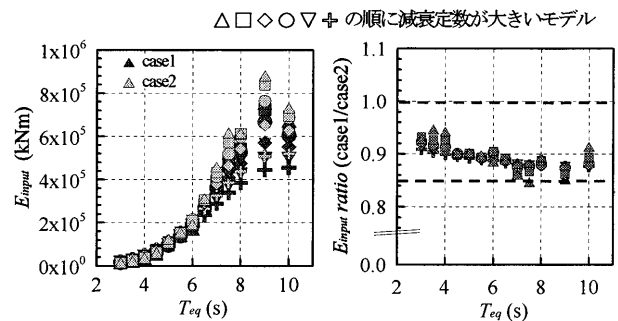 △□◇○▽✛の順に減衰定数が大きいモデル
1x10⁶
8x10⁵
6x10⁵
4x10⁵
2x10⁵
0x10⁰
E_input (kNm)
case1
case2
2 4 6 8 10
T_eq (s)
1.1
1.0
0.9
0.8
0.0
E_input ratio (case1/case2)
2 4 6 8 10
T_eq (s)